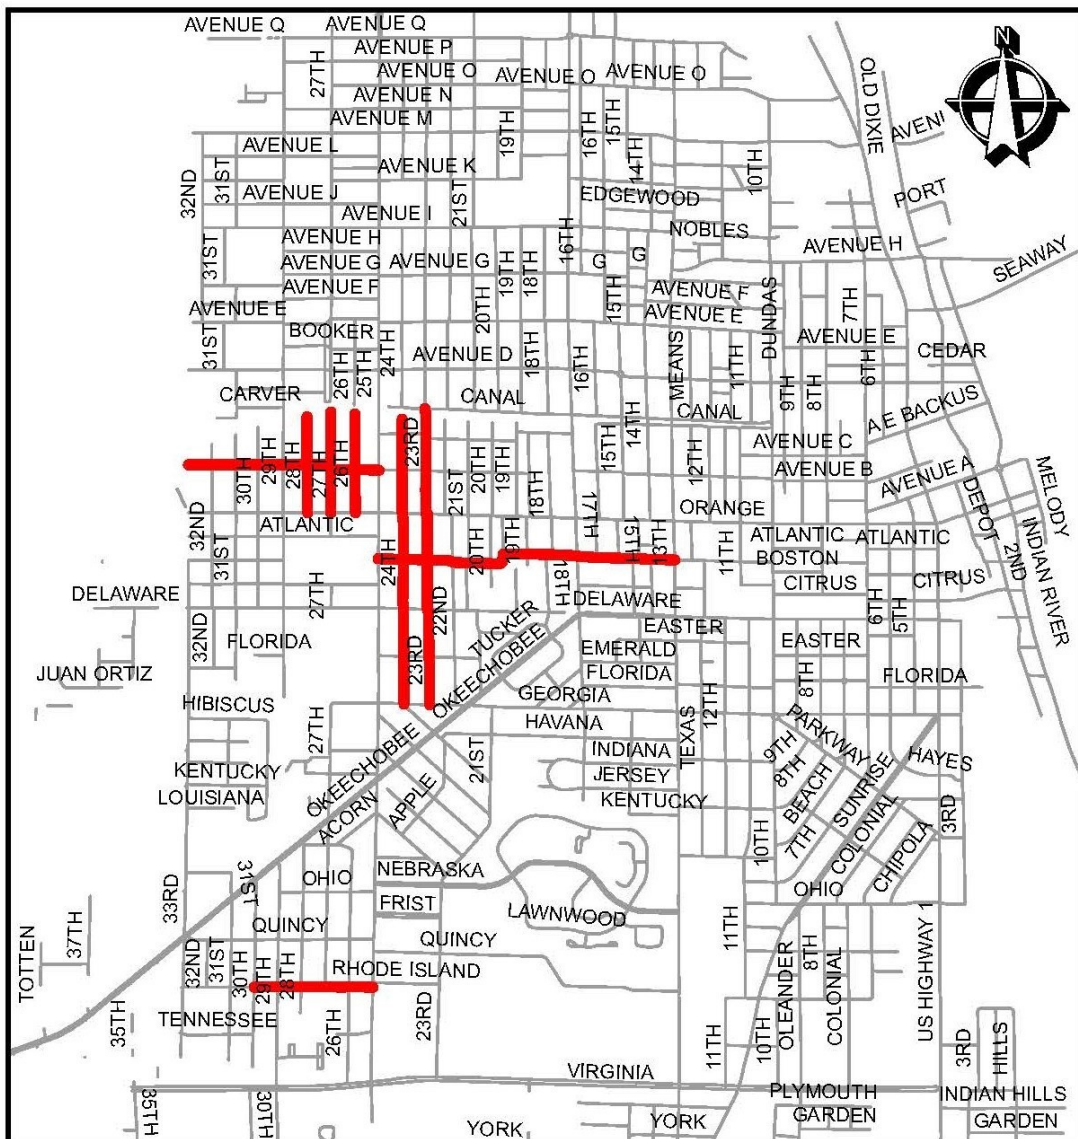 AVENUE Q
AVENUE Q
N
AVENUE P
AVENUE O
AVENUE O
AVENUE O
27TH
AVENUE N
AVENUE M
19TH
16TH
15TH
14TH
10TH
OLD DIXIE
AVENI
AVENUE L
AVENUE K
32ND
31ST
AVENUE J
21ST
EDGEWOOD
PORT
AVENUE I
NOBLES
AVENUE H
16TH
AVENUE H
SEAWAY
31ST
AVENUE G
AVENUE G
19TH
18TH
G
G
AVENUE F
20TH
15TH
AVENUE F
DUNDAS
7TH
AVENUE E
AVENUE E
AVENUE E
31ST
BOOKER
24TH
AVENUE D
18TH
16TH
MEANS
11TH
6TH
CEDAR
26TH
25TH
9TH
8TH
CARVER
CANAL
CANAL
A E BACKUS
23RD
14TH
30TH
29TH
28TH
27TH
26TH
21ST
20TH
19TH
18TH
15TH
12TH
AVENUE C
AVENUE B
AVENUE A
MELODY
DEPOT
17TH
ORANGE
32ND
ATLANTIC
19TH
15TH
13TH
ATLANTIC
ATLANTIC
2ND
INDIAN RIVER
31ST
24TH
20TH
11TH
BOSTON
18TH
CITRUS
CITRUS
DELAWARE
27TH
22ND
DELAWARE
6TH
5TH
TUCKER
EASTER
EASTER
32ND
FLORIDA
23RD
OKEECHOBEE
EMERALD
FLORIDA
8TH
FLORIDA
JUAN ORTIZ
GEORGIA
12TH
HIBISCUS
HAVANA
TEXAS
PARKWAY
27TH
21ST
INDIANA
9TH
HAYES
KENTUCKY
OKEECHOBEE
JERSEY
8TH
BEACH
SUNRISE
LOUISIANA
ACORN
APPLE
KENTUCKY
10TH
7TH
COLONIAL
3RD
CHIPOLA
31ST
OHIO
NEBRASKA
OHIO
33RD
FRIST
LAWNWOOD
11TH
37TH
QUINCY
QUINCY
US HIGHWAY 1
TOTTEN
32ND
31ST
30TH
29TH
28TH
RHODE ISLAND
OLEANDER
8TH
COLONIAL
35TH
TENNESSEE
26TH
23RD
11TH
10TH
3RD
HILLS
VIRGINIA
35TH
30TH
PLYMOUTH
INDIAN HILLS
YORK
YORK
GARDEN
GARDEN